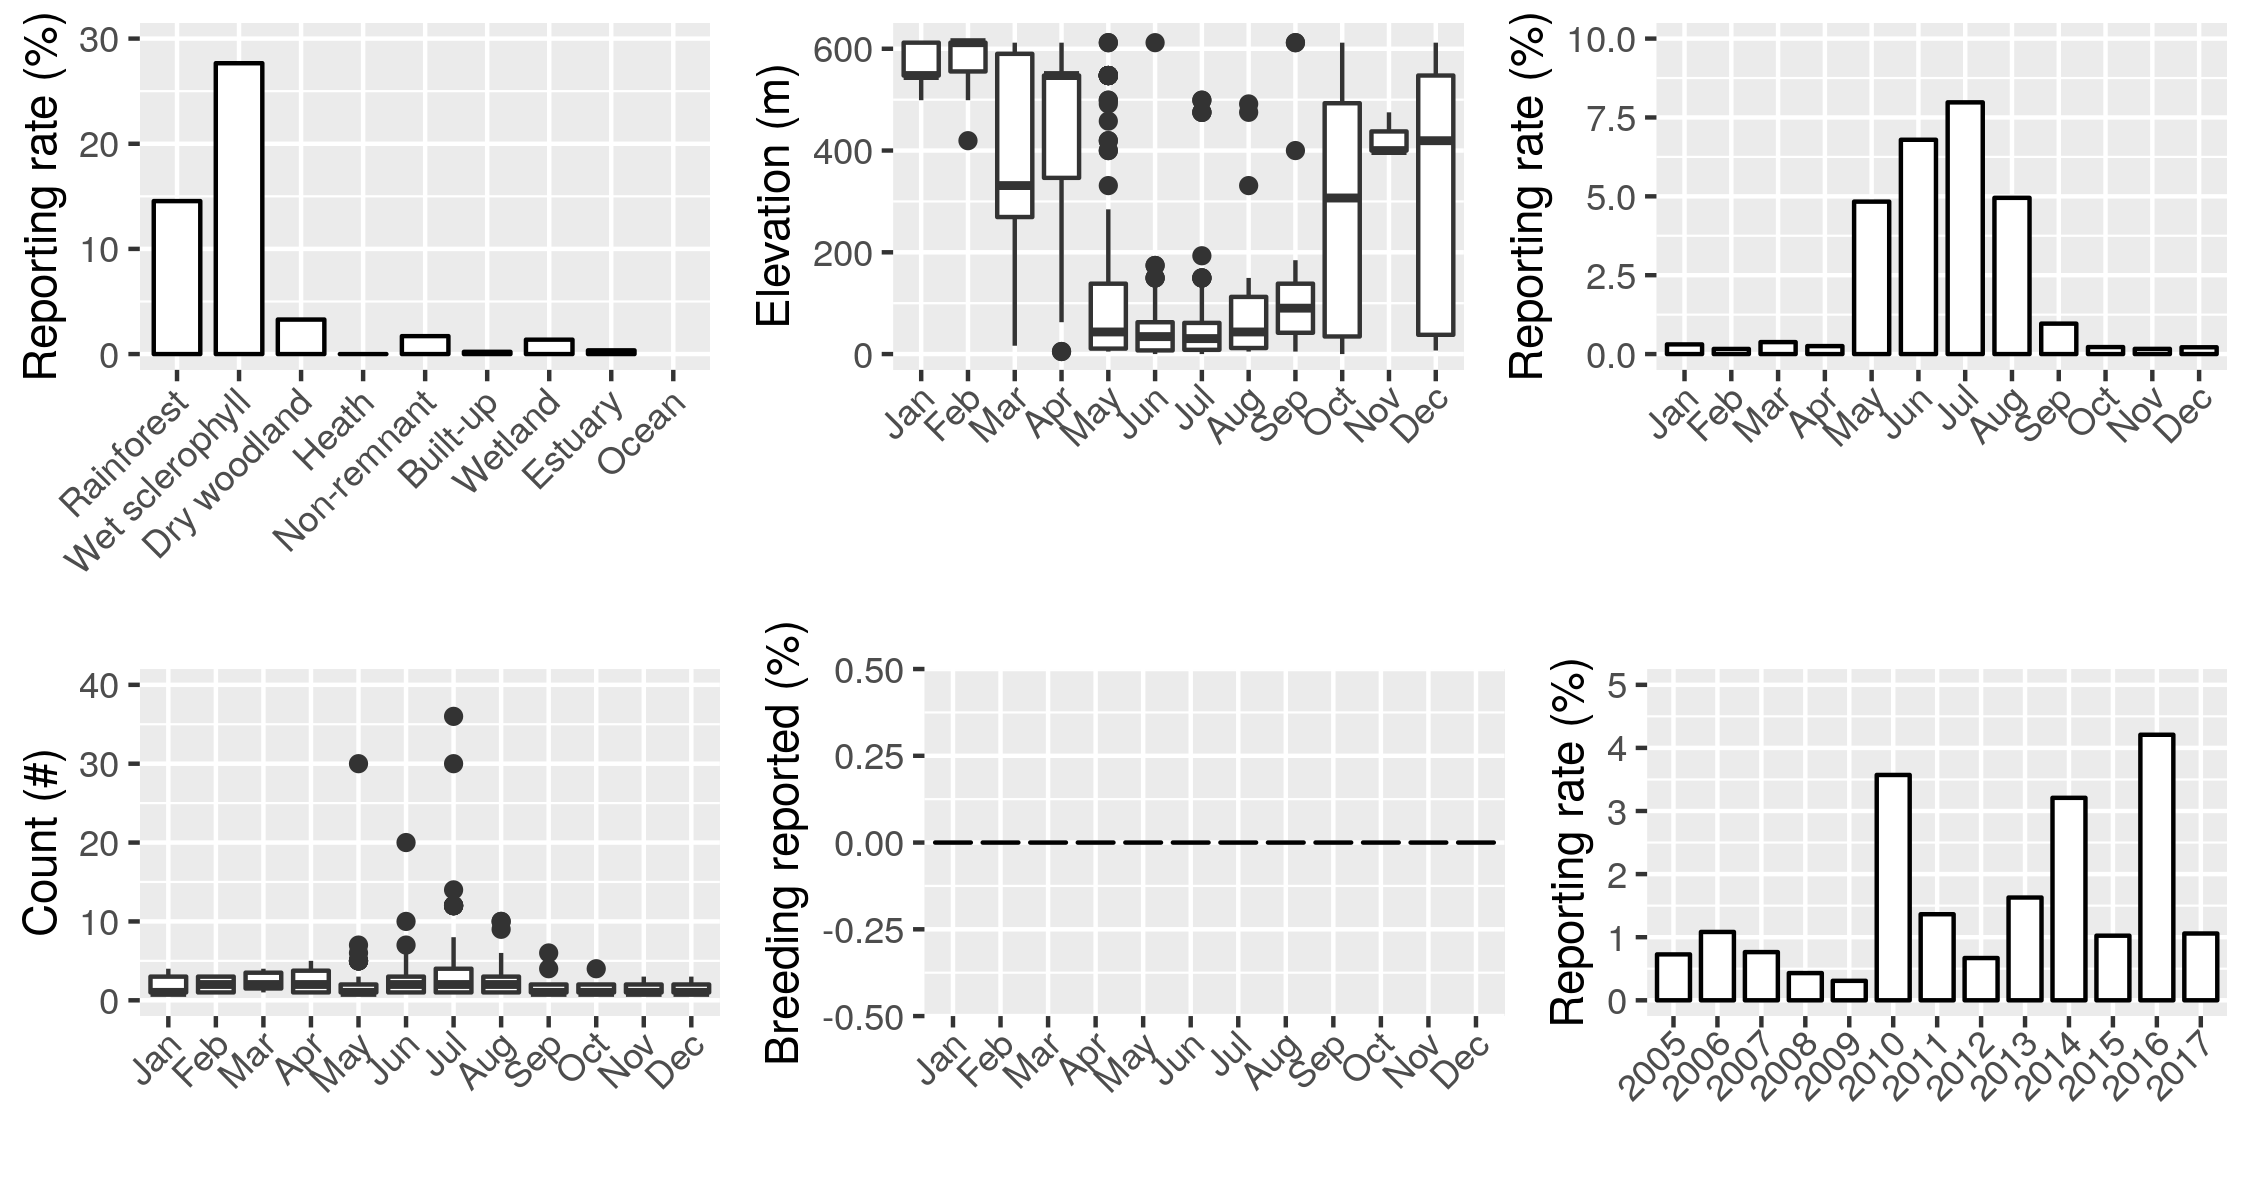 Reporting rate (%)
30
20
10
0
Rainforest
Wet sclerophyll
Dry woodland
Heath
Non-remnant
Built-up
Wetland
Estuary
Ocean
Elevation (m)
600
400
200
0
Jan
Feb
Mar
Apr
May
Jun
Jul
Aug
Sep
Oct
Nov
Dec
Reporting rate (%)
10.0
7.5
5.0
2.5
0.0
Jan
Feb
Mar
Apr
May
Jun
Jul
Aug
Sep
Oct
Nov
Dec
Count (#)
40
30
20
10
0
Jan
Feb
Mar
Apr
May
Jun
Jul
Aug
Sep
Oct
Nov
Dec
Breeding reported (%)
0.50
0.25
0.00
-0.25
-0.50
Jan
Feb
Mar
Apr
May
Jun
Jul
Aug
Sep
Oct
Nov
Dec
Reporting rate (%)
5
4
3
2
1
0
2005
2006
2007
2008
2009
2010
2011
2012
2013
2014
2015
2016
2017